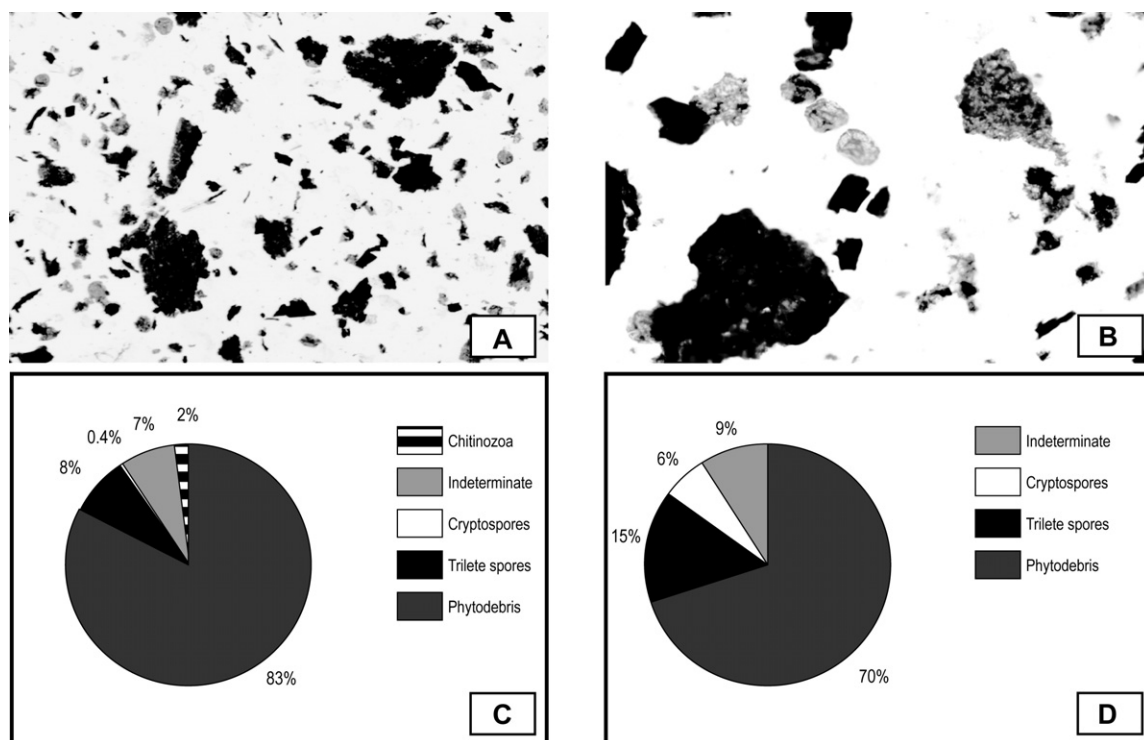 A
B
2%
7%
0.4%
8%
83%
Chitinozoa
Indeterminate
Cryptospores
Trilete spores
Phytodebris
C
9%
6%
15%
70%
Indeterminate
Cryptospores
Trilete spores
Phytodebris
D